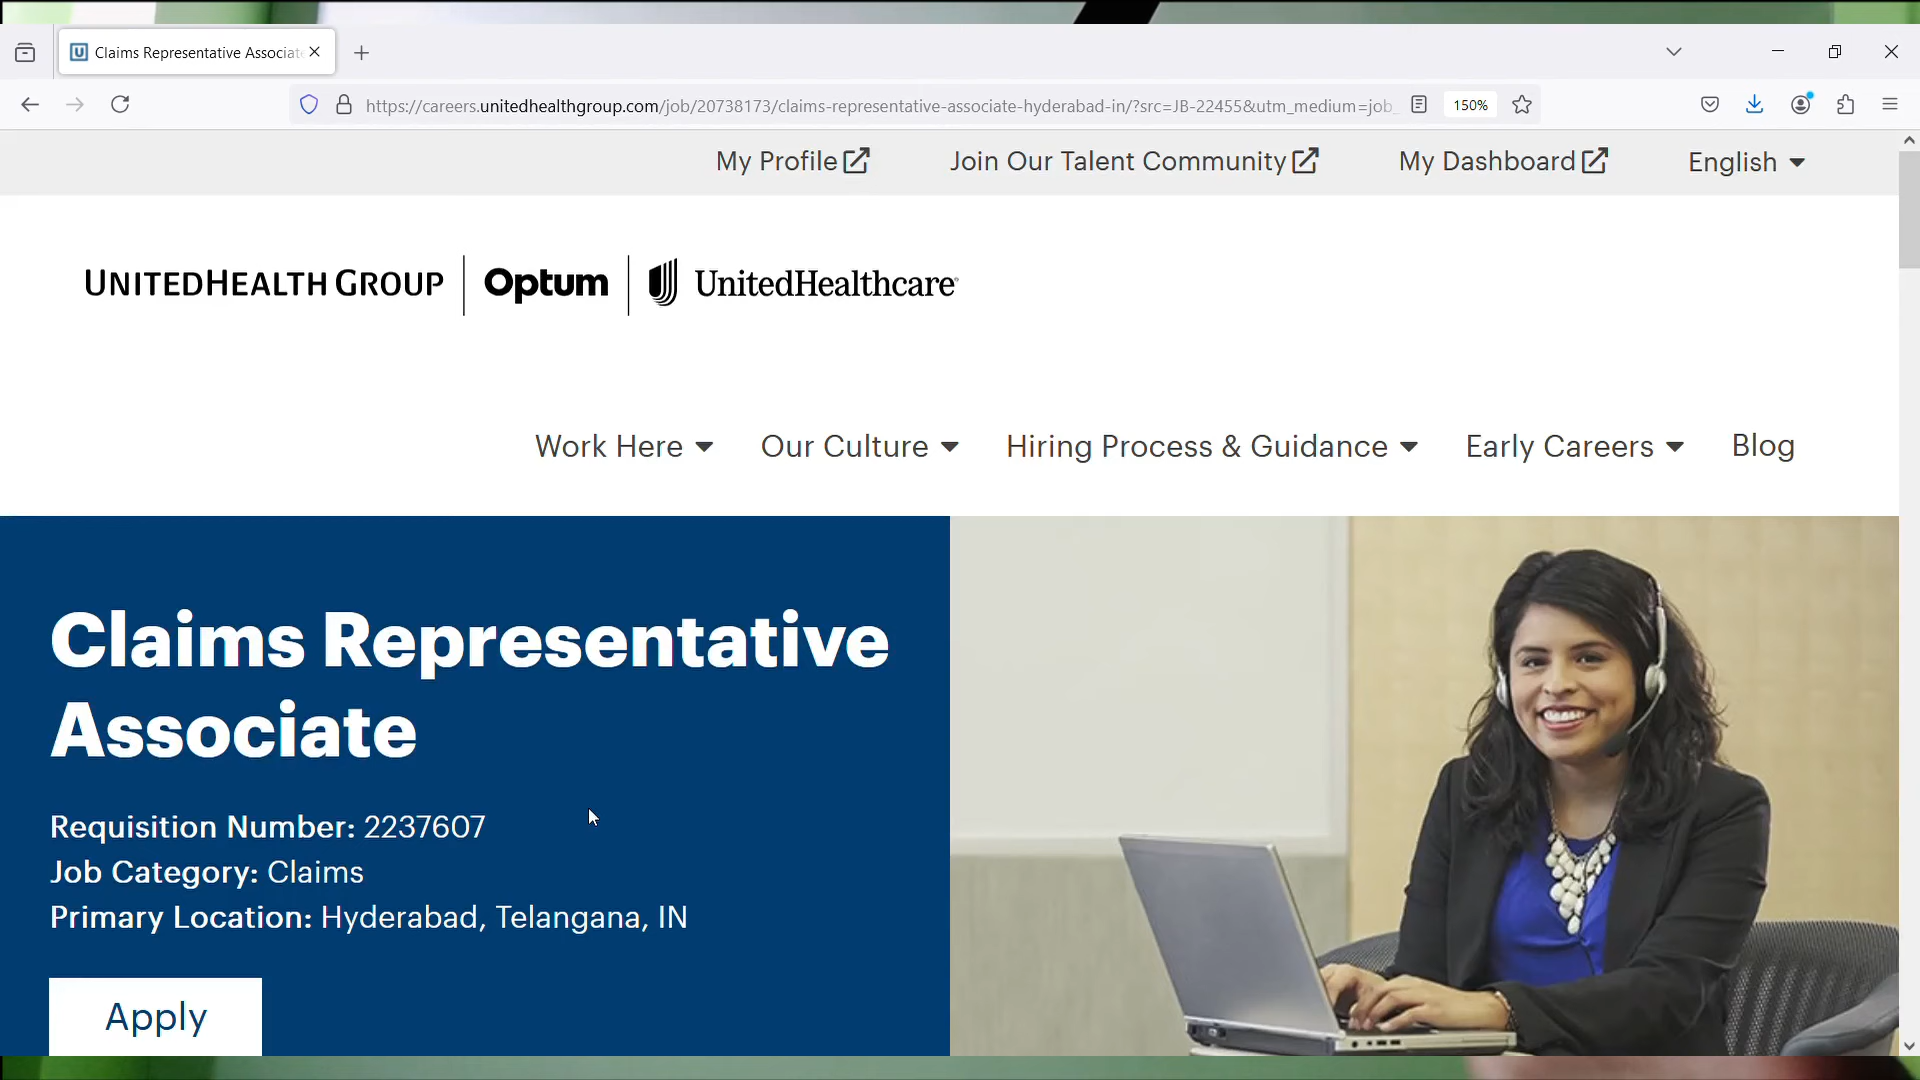 Claims Representative Associate
https://careers.unitedhealthgroup.com/job/20738173/claims-representative-associate-hyderabad-in/?src=JB-22455&utm_medium=job_
150%
My Profile
Join Our Talent Community
My Dashboard
English
UNITEDHEALTH GROUP
Optum
UnitedHealthcare
Work Here
Our Culture
Hiring Process & Guidance
Early Careers
Blog
Claims Representative
Associate
Requisition Number: 2237607
Job Category: Claims
Primary Location: Hyderabad, Telangana, IN
Apply